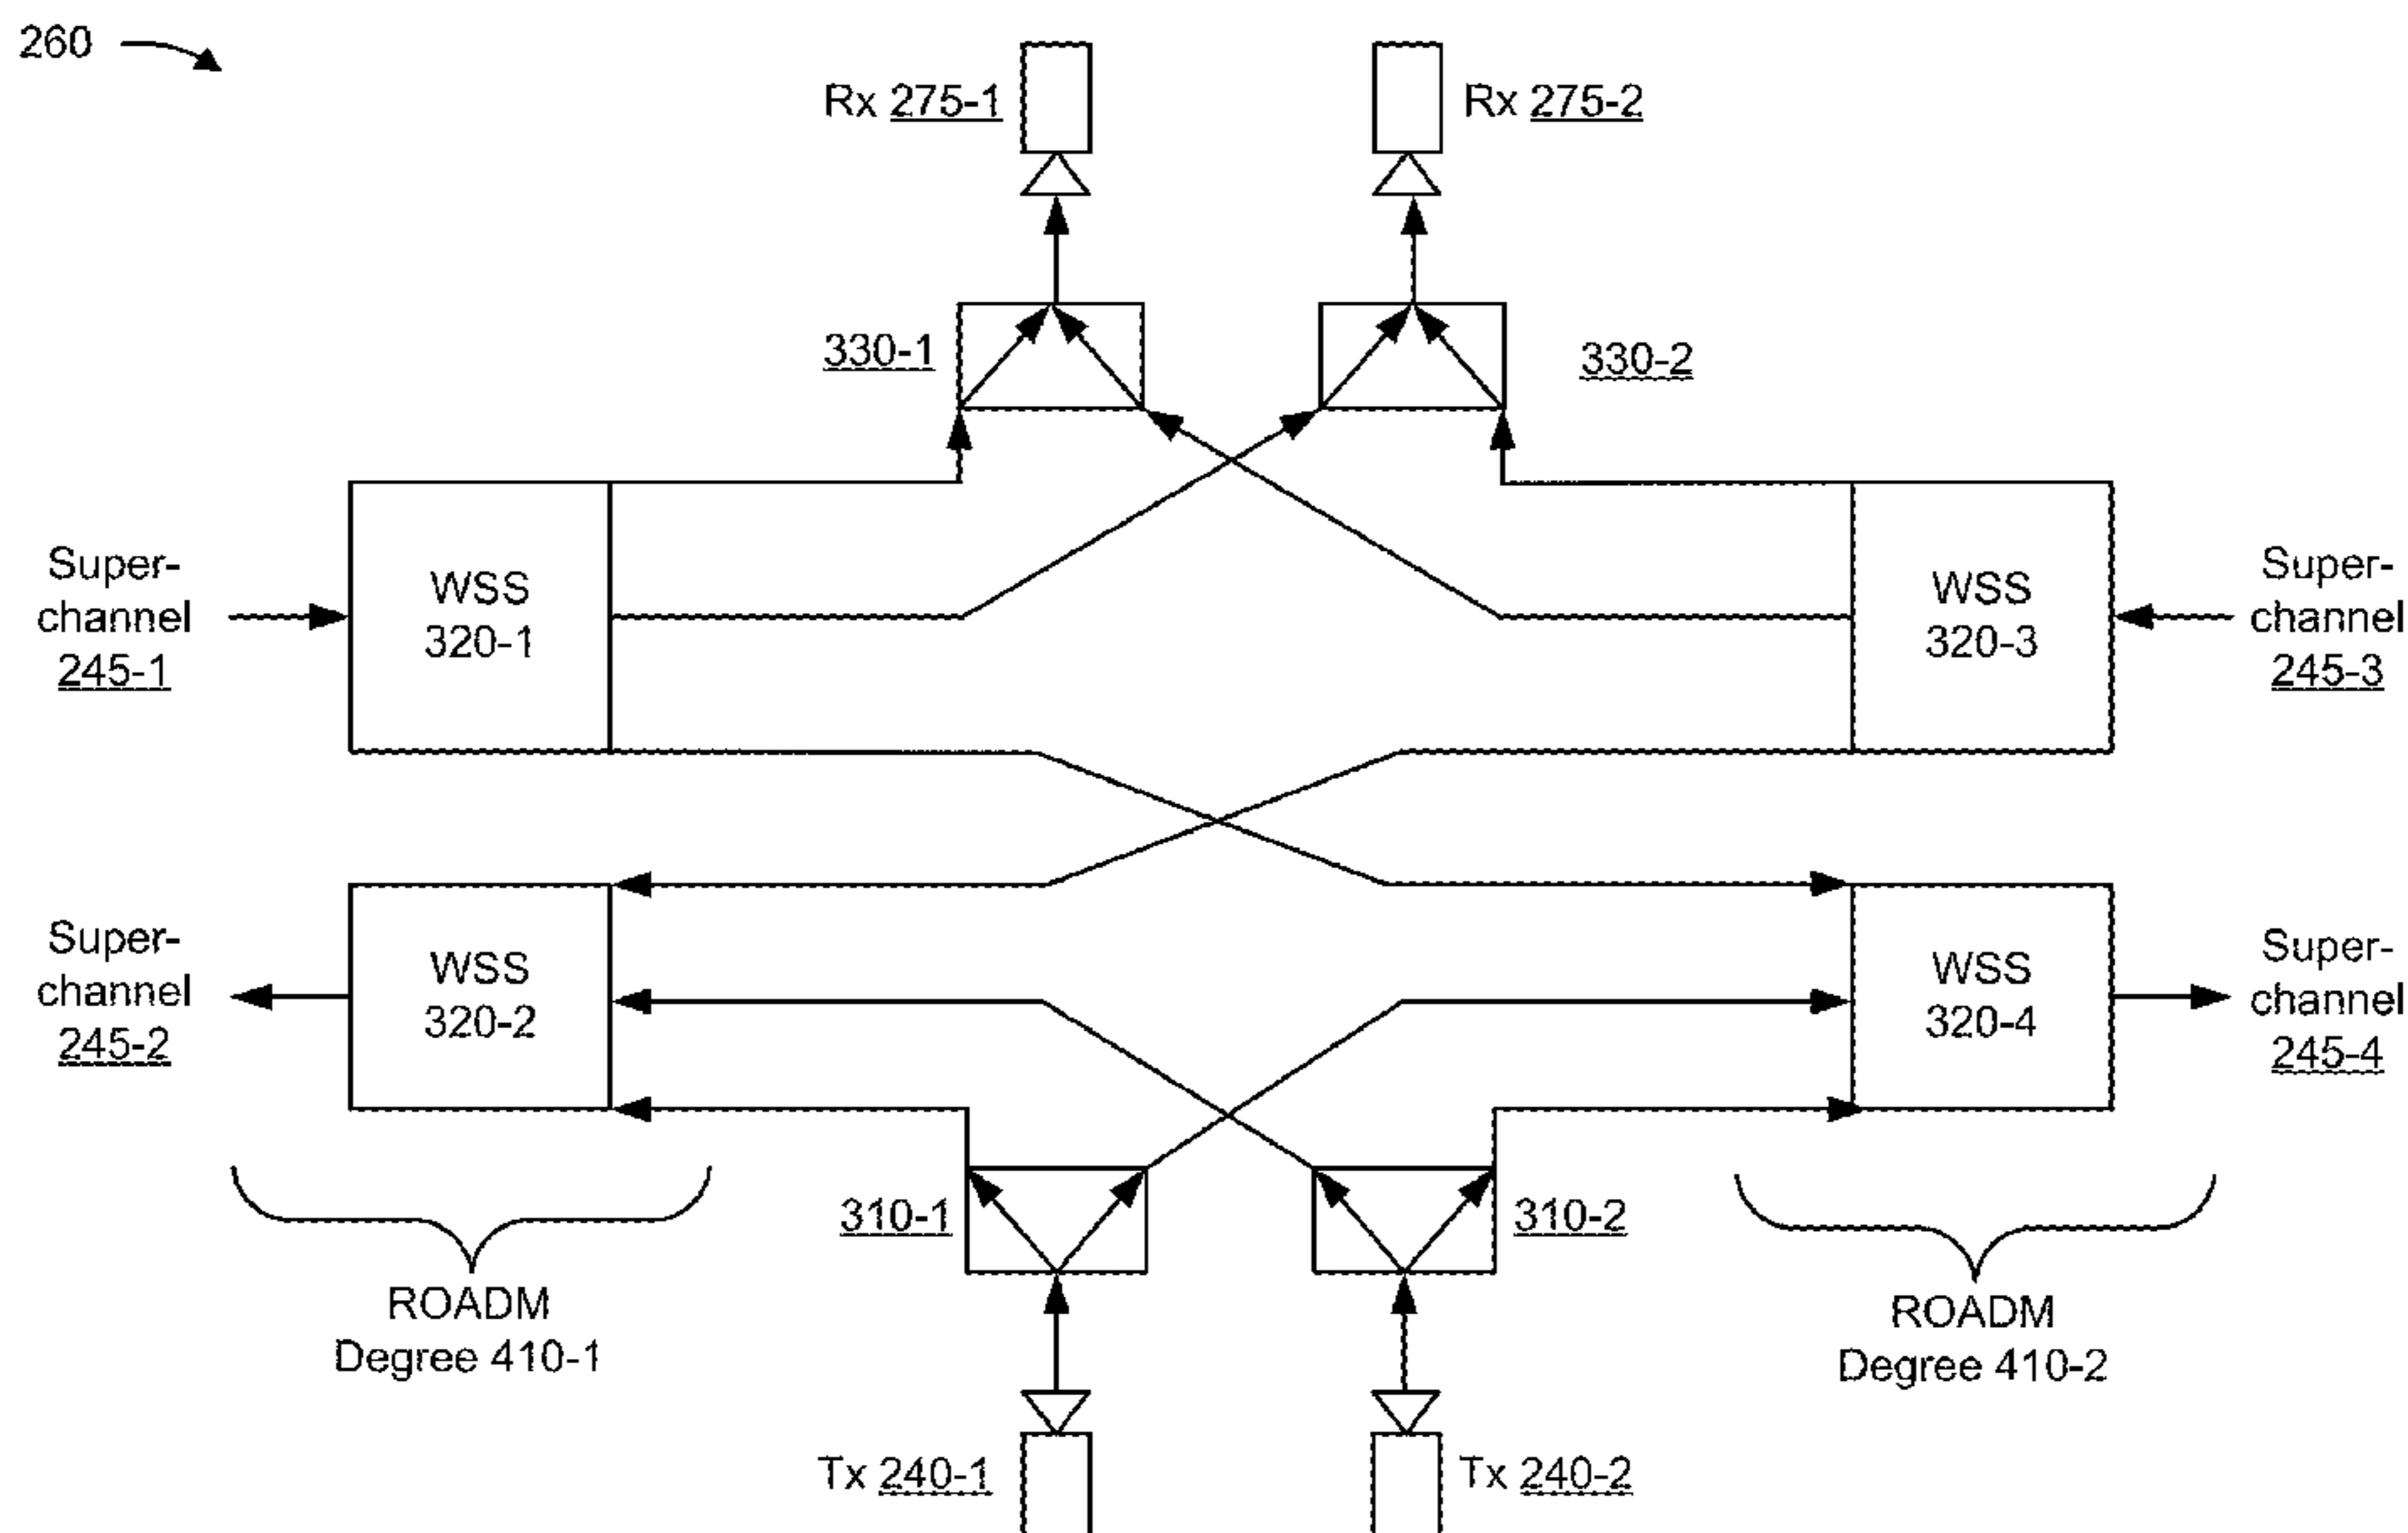 260
Rx 275-1
Rx 275-2
330-1
330-2
Super-
channel
245-1
WSS
320-1
WSS
320-3
Super-
channel
245-3
Super-
channel
245-2
WSS
320-2
WSS
320-4
Super-
channel
245-4
310-1
310-2
ROADM
Degree 410-1
ROADM
Degree 410-2
Tx 240-1
Tx 240-2